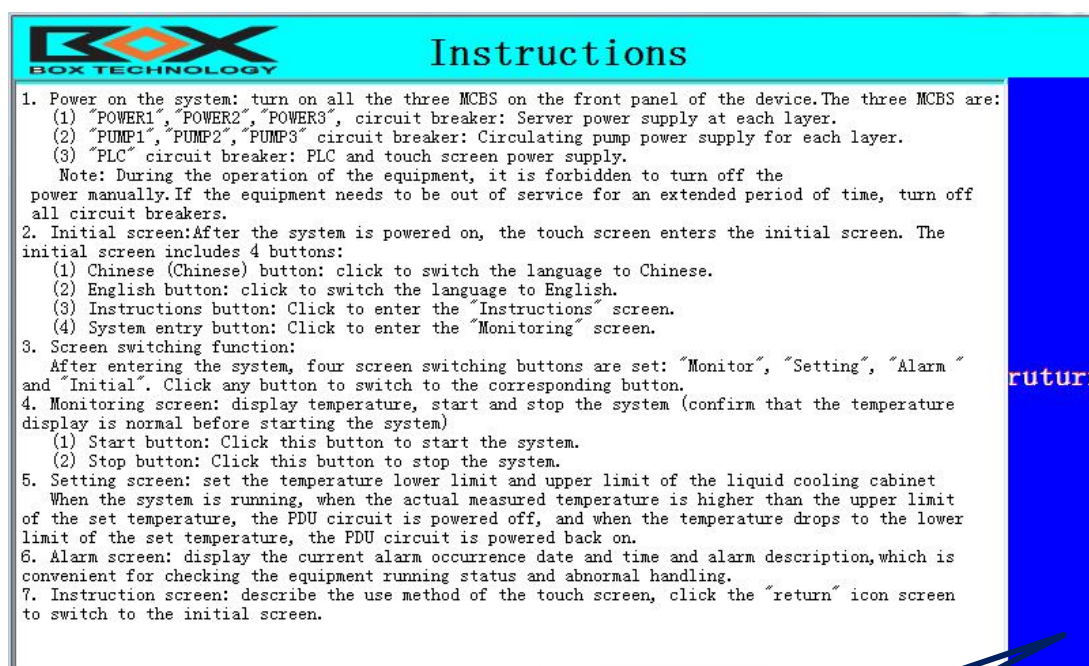 BOX
BOX TECHNOLOGY
Instructions
1. Power on the system: turn on all the three MCBS on the front panel of the device.The three MCBS are:
(1) "POWER1","POWER2","POWER3", circuit breaker: Server power supply at each layer.
(2) "PUMP1","PUMP2","PUMP3" circuit breaker: Circulating pump power supply for each layer.
(3) "PLC" circuit breaker: PLC and touch screen power supply.
Note: During the operation of the equipment, it is forbidden to turn off the
power manually.If the equipment needs to be out of service for an extended period of time, turn off
all circuit breakers.
2. Initial screen:After the system is powered on, the touch screen enters the initial screen. The
initial screen includes 4 buttons:
(1) Chinese (Chinese) button: click to switch the language to Chinese.
(2) English button: click to switch the language to English.
(3) Instructions button: Click to enter the "Instructions" screen.
(4) System entry button: Click to enter the "Monitoring" screen.
3. Screen switching function:
After entering the system, four screen switching buttons are set: "Monitor", "Setting", "Alarm "
and "Initial". Click any button to switch to the corresponding button.
4. Monitoring screen: display temperature, start and stop the system (confirm that the temperature
display is normal before starting the system)
(1) Start button: Click this button to start the system.
(2) Stop button: Click this button to stop the system.
5. Setting screen: set the temperature lower limit and upper limit of the liquid cooling cabinet
When the system is running, when the actual measured temperature is higher than the upper limit
of the set temperature, the PDU circuit is powered off, and when the temperature drops to the lower
limit of the set temperature, the PDU circuit is powered back on.
6. Alarm screen: display the current alarm occurrence date and time and alarm description,which is
convenient for checking the equipment running status and abnormal handling.
7. Instruction screen: describe the use method of the touch screen, click the "return" icon screen
to switch to the initial screen.